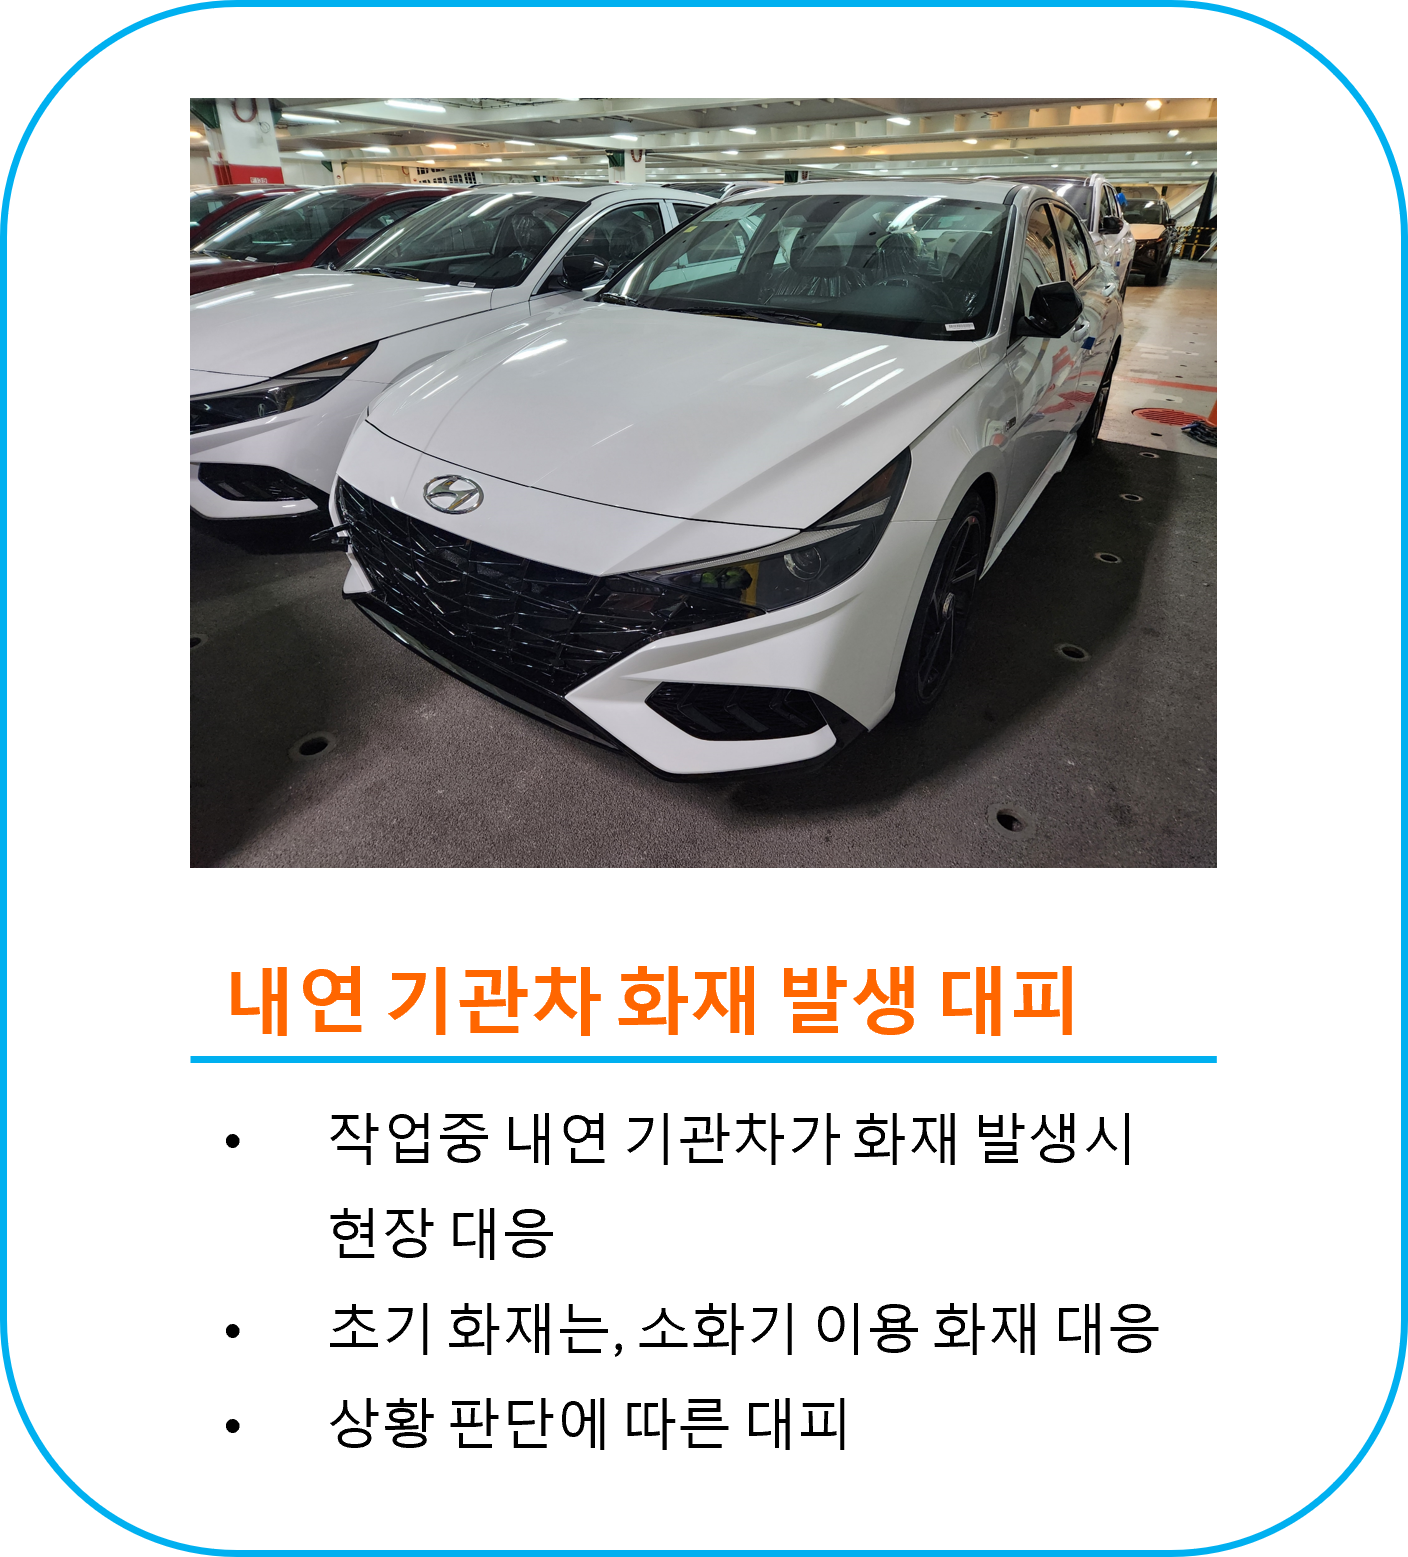 내연 기관차 화재 발생 대피
• 작업중 내연 기관차가 화재 발생시
현장 대응
• 초기 화재는, 소화기 이용 화재 대응
• 상황 판단에 따른 대피